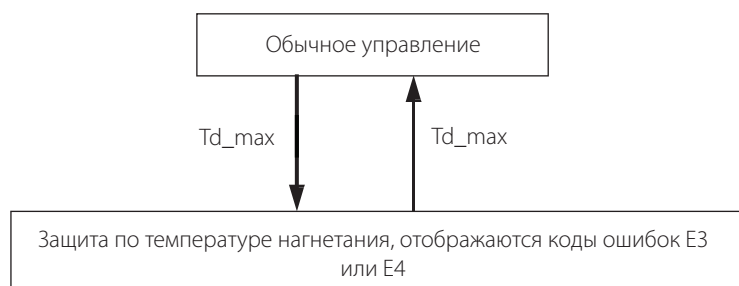 Обычное управление
Td_max
Td_max
Защита по температуре нагнетания, отображаются коды ошибок E3
или E4